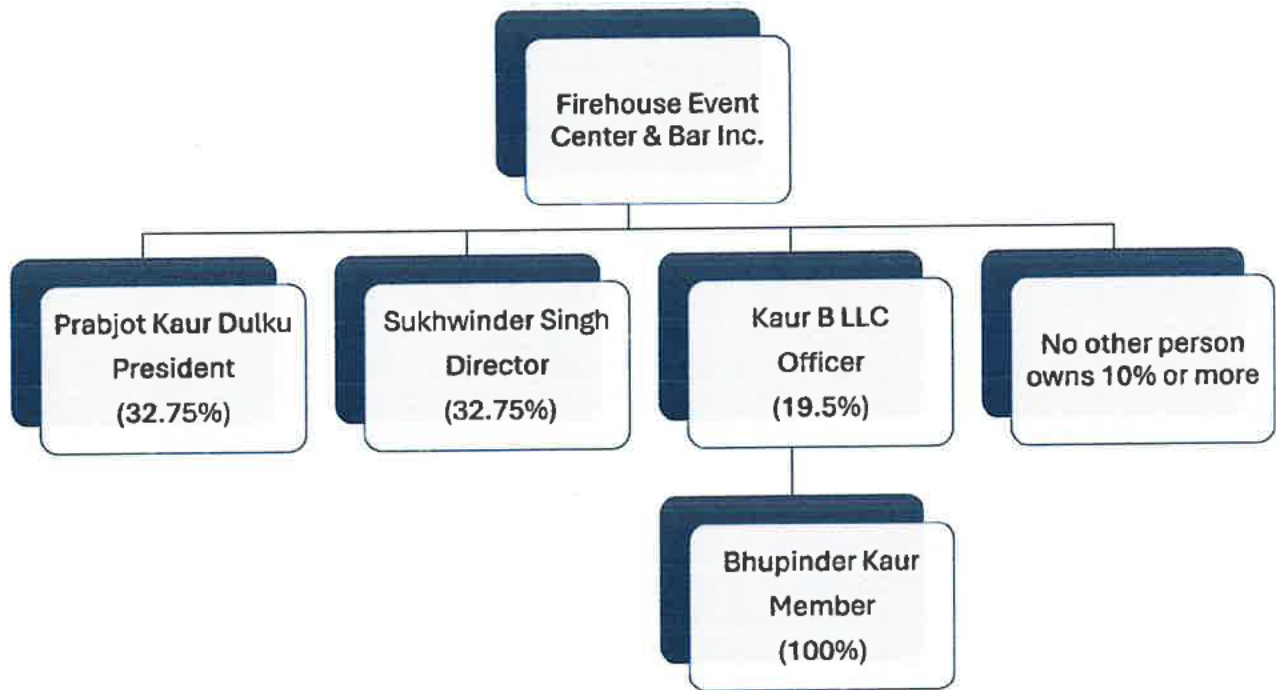 Firehouse Event
Center & Bar Inc.
Prabjot Kaur Dulku
President
(32.75%)
Sukhwinder Singh
Director
(32.75%)
Kaur B LLC
Officer
(19.5%)
No other person
owns 10% or more
Bhupinder Kaur
Member
(100%)